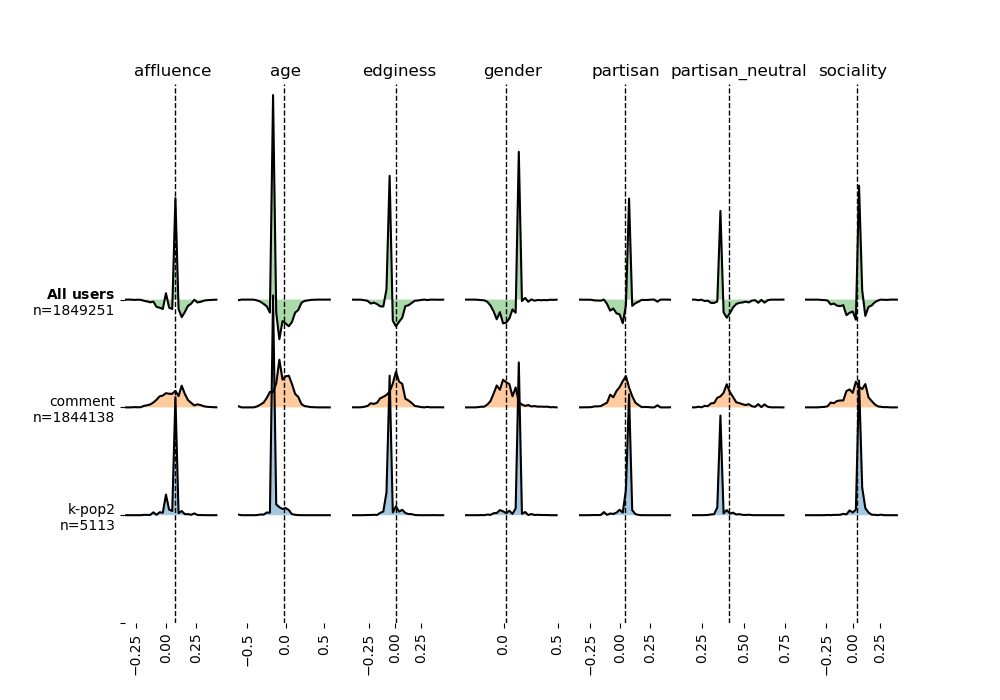 affluence age edginess gender partisan partisan_neutral sociality
All users
n=1849251
comment
n=1844138
k-pop2
n=5113
−0.25 0.00 0.25 −0.5 0.0 0.5 −0.25 0.00 0.25 0.0 0.5 −0.25 0.00 0.25 0.25 0.50 0.75 −0.25 0.00 0.25